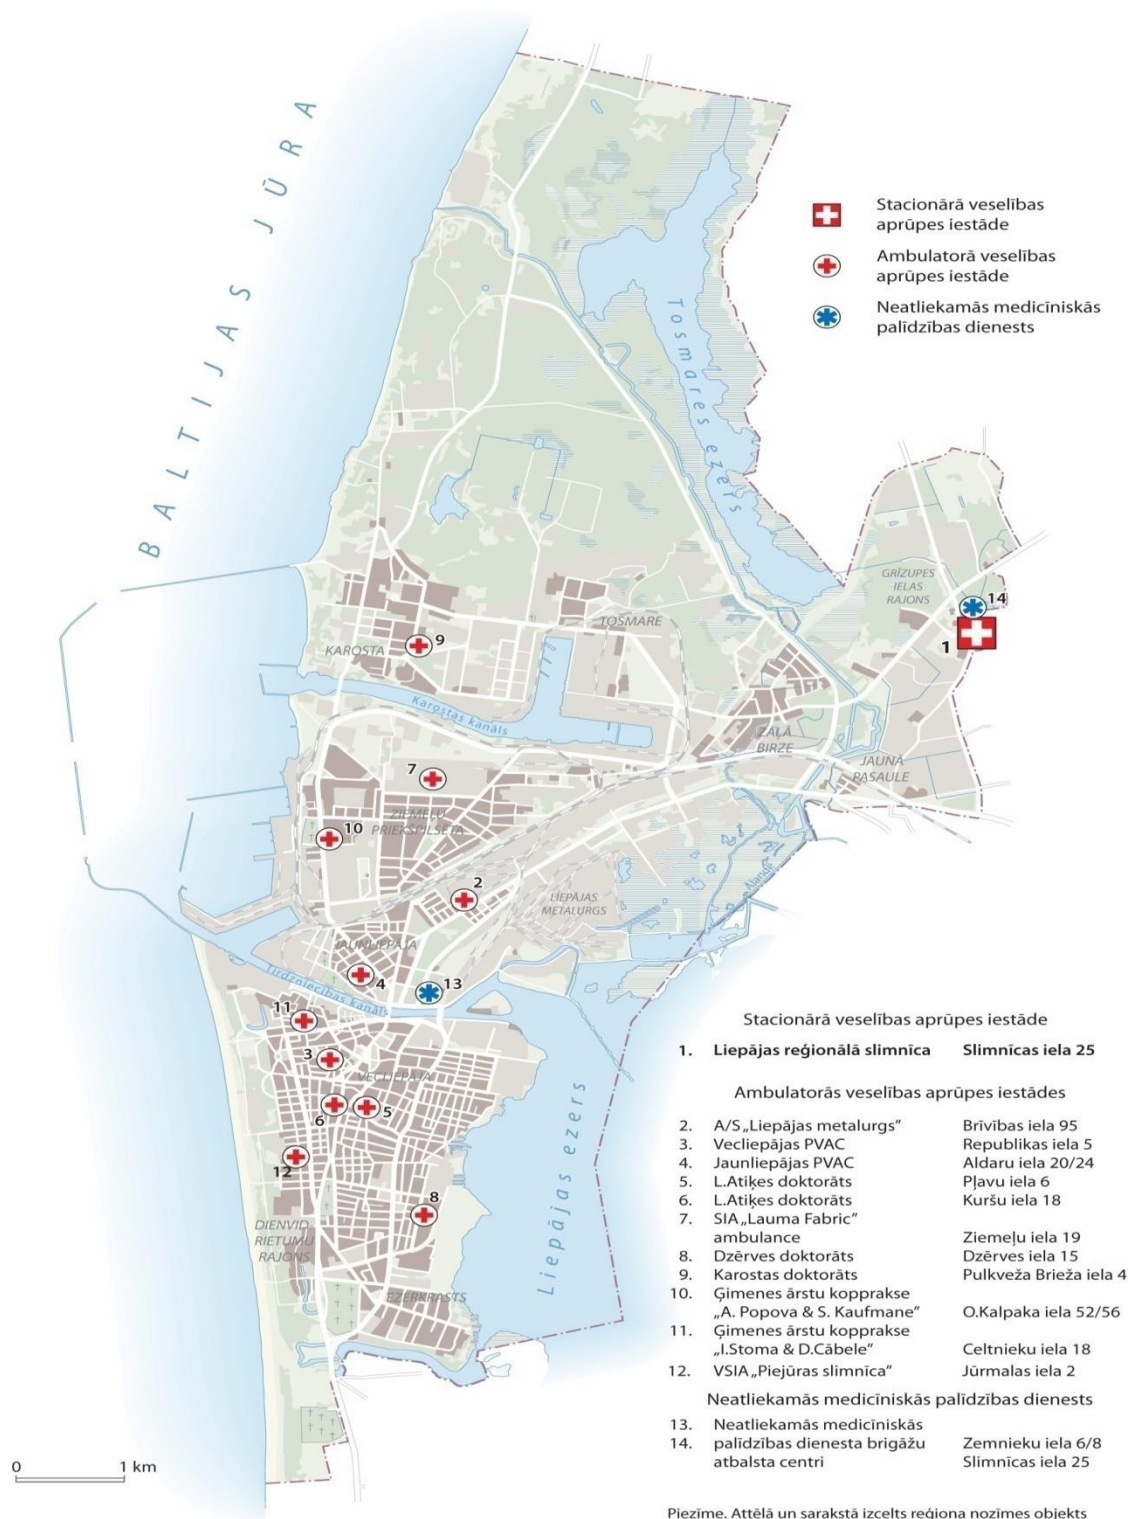 BALTIJAS JŪRA
Stacionārā veselības
aprūpes iestāde
Ambulatorā veselības
aprūpes iestāde
Neatliekamās medicīniskās
palīdzības dienests
Tosmares ezers
GRĪZUPES
IELAS
RAJONS
14
1
TOSMARE
KAROSTA
9
Karostas kanāls
ZAĻĀ
BIRZE
JAUNĀ
PASAULE
7
ZIEMEĻU
PRIEKŠPILSĒTA
10
2
LIEPĀJAS
METALURGS
Ālande
JAUNLIEPĀJA
4
13
Tirdzniecības kanāls
11
3
VECLIEPĀJA
6
5
12
8
DIENVID
RIETUMU
RAJONS
EZERKRASTS
Liepājas ezers
Stacionārā veselības aprūpes iestāde
1. Liepājas reģionālā slimnīca Slimnīcas iela 25
Ambulatorās veselības aprūpes iestādes
2. A/S „Liepājas metalurgs” Brīvības iela 95
3. Vecliepājas PVAC Republikas iela 5
4. Jaunliepājas PVAC Aldaru iela 20/24
5. L.Atiķes doktorāts Pļavu iela 6
6. L.Atiķes doktorāts Kuršu iela 18
7. SIA „Lauma Fabric”
ambulance Ziemeļu iela 19
8. Dzērves doktorāts Dzērves iela 15
9. Karostas doktorāts Pulkveža Brieža iela 4
10. Ģimenes ārstu kopprakse
„A. Popova & S. Kaufmane” O.Kalpaka iela 52/56
11. Ģimenes ārstu kopprakse
„I.Stoma & D.Cābele” Celtnieku iela 18
12. VSIA „Piejūras slimnīca” Jūrmalas iela 2
Neatliekamās medicīniskās palīdzības dienests
13. Neatliekamās medicīniskās
14. palīdzības dienesta brigāžu Zemnieku iela 6/8
atbalsta centri Slimnīcas iela 25
0 1 km
Piezīme. Attēlā un sarakstā izcelts reģiona nozīmes objekts